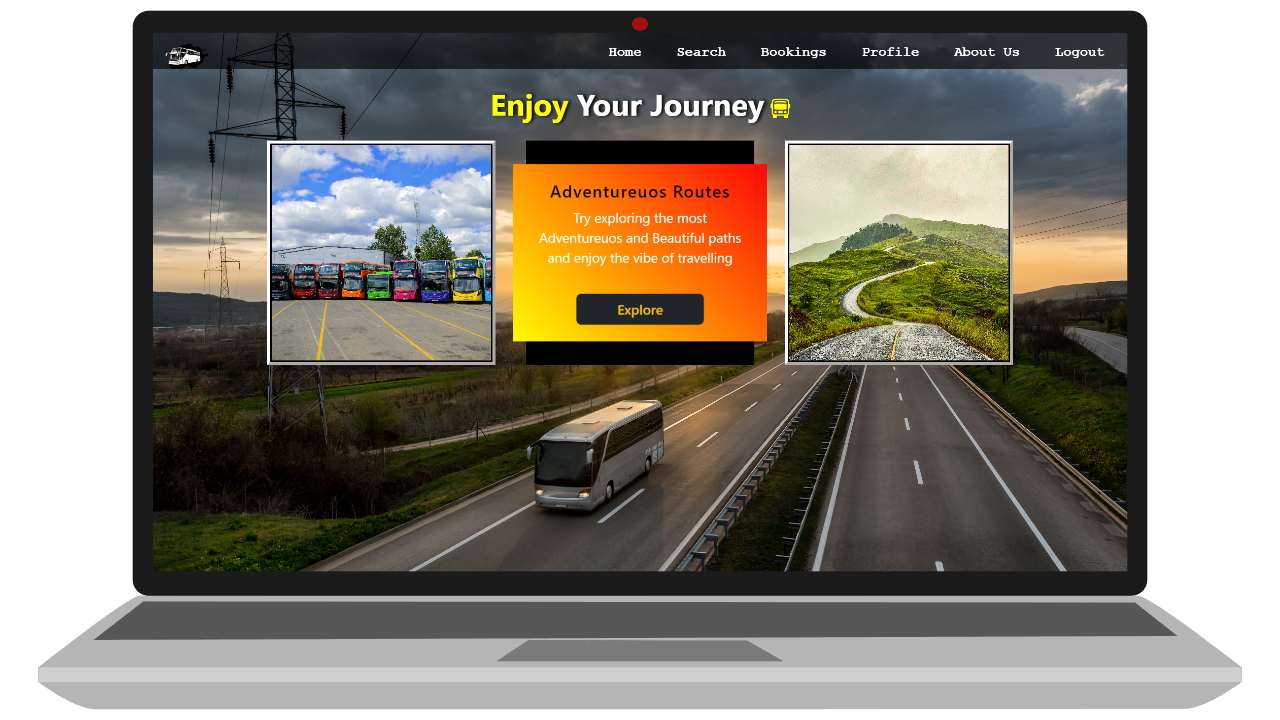 Home Search Bookings Profile About Us Logout
Enjoy Your Journey
Adventureuos Routes
Try exploring the most
Adventureuos and Beautiful paths
and enjoy the vibe of travelling
Explore